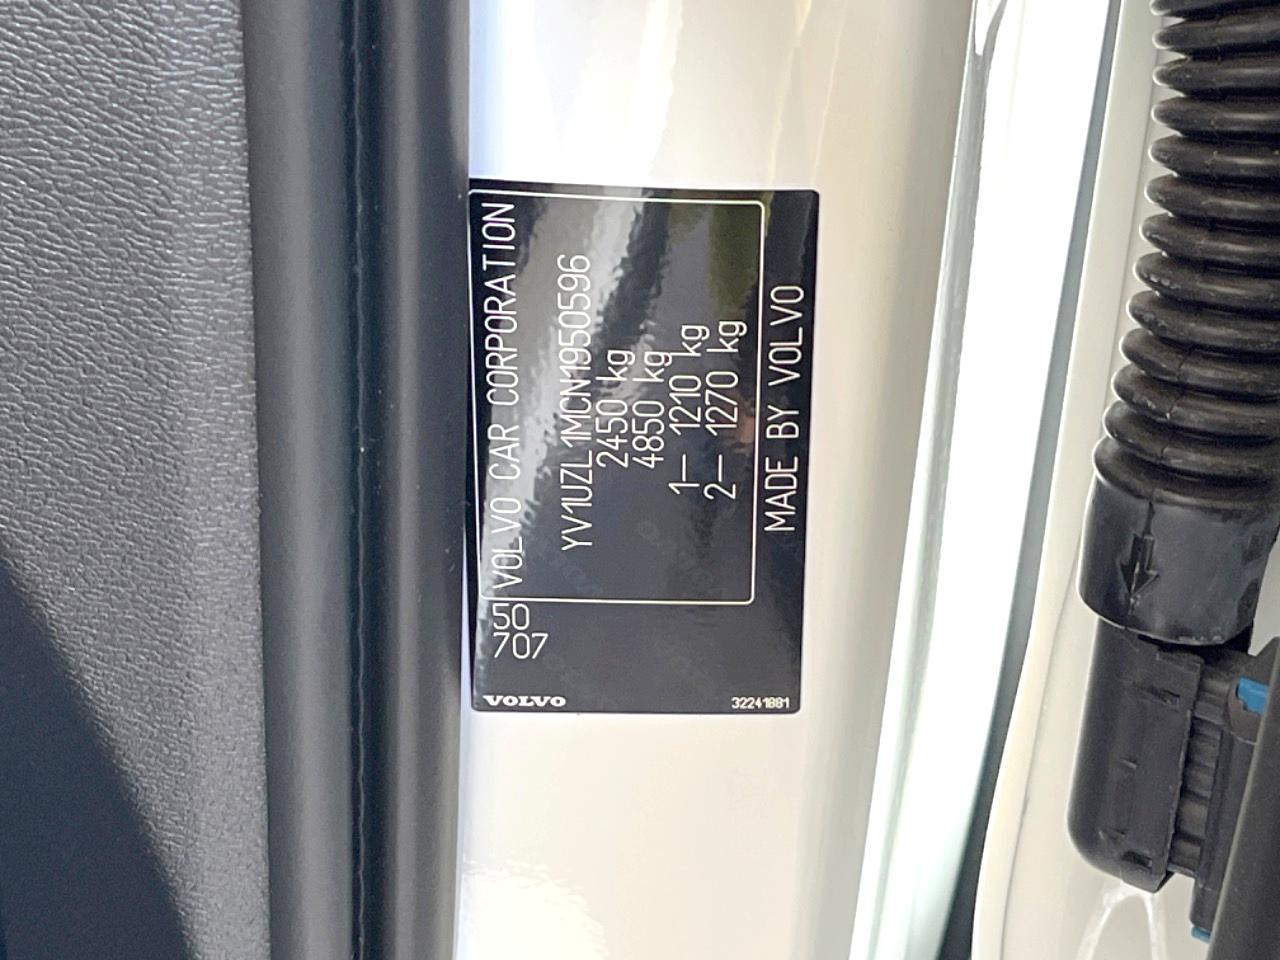 VOLVO CAR CORPORATION
YV1UZL1MCN1950596
2450 kg
4850 kg
1– 1210 kg
2– 1270 kg
MADE BY VOLVO
50
707
VOLVO
32241881